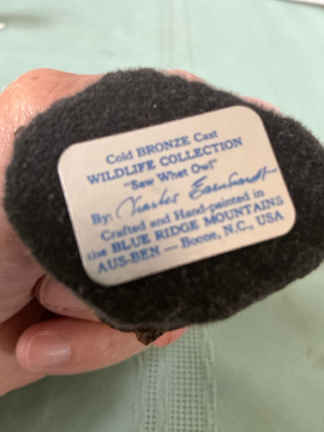 Cold BRONZE Cast
WILDLIFE COLLECTION
"Saw Whet Owl"
By: Charles Earnhardt
Crafted and Hand-painted in
the BLUE RIDGE MOUNTAINS
AUS-BEN — Boone, N.C., USA